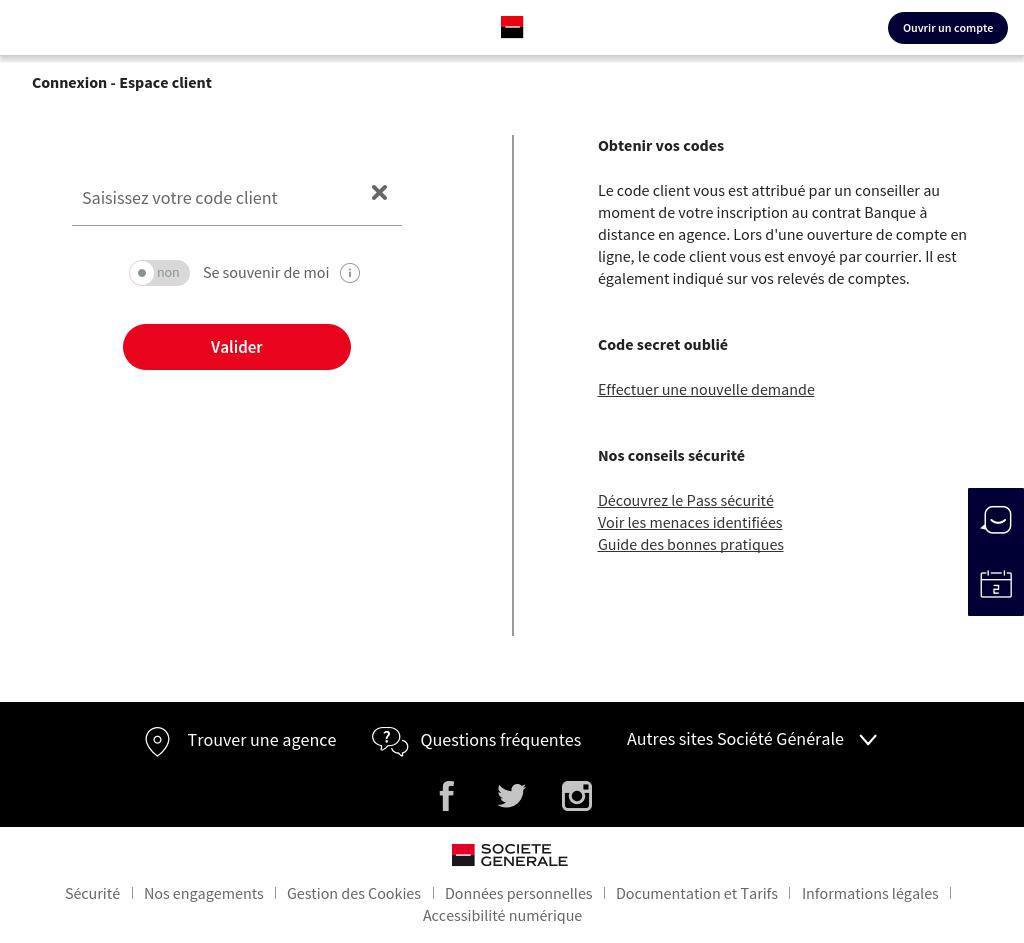 Ouvrir un compte
Connexion - Espace client
Saisissez votre code client
non
Se souvenir de moi
i
Valider
Obtenir vos codes
Le code client vous est attribué par un conseiller au
moment de votre inscription au contrat Banque à
distance en agence. Lors d'une ouverture de compte en
ligne, le code client vous est envoyé par courrier. Il est
également indiqué sur vos relevés de comptes.
Code secret oublié
Effectuer une nouvelle demande
Nos conseils sécurité
Découvrez le Pass sécurité
Voir les menaces identifiées
Guide des bonnes pratiques
2
Trouver une agence
?
Questions fréquentes
Autres sites Société Générale
SOCIETE
GENERALE
Sécurité
Nos engagements
Gestion des Cookies
Données personnelles
Documentation et Tarifs
Informations légales
Accessibilité numérique